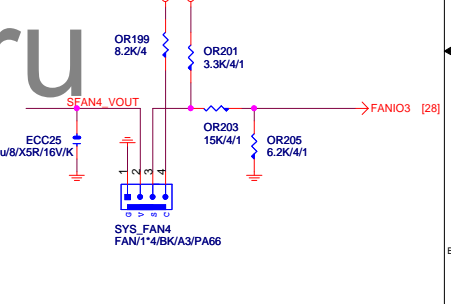 ru
OR199
8.2K/4
OR201
3.3K/4/1
SFAN4_VOUT
FANIO3 [28]
ECC25
u/8/X5R/16V/K
OR203
15K/4/1
OR205
6.2K/4/1
1 2 3 4
G V S C
SYS_FAN4
FAN/1*4/BK/A3/PA66